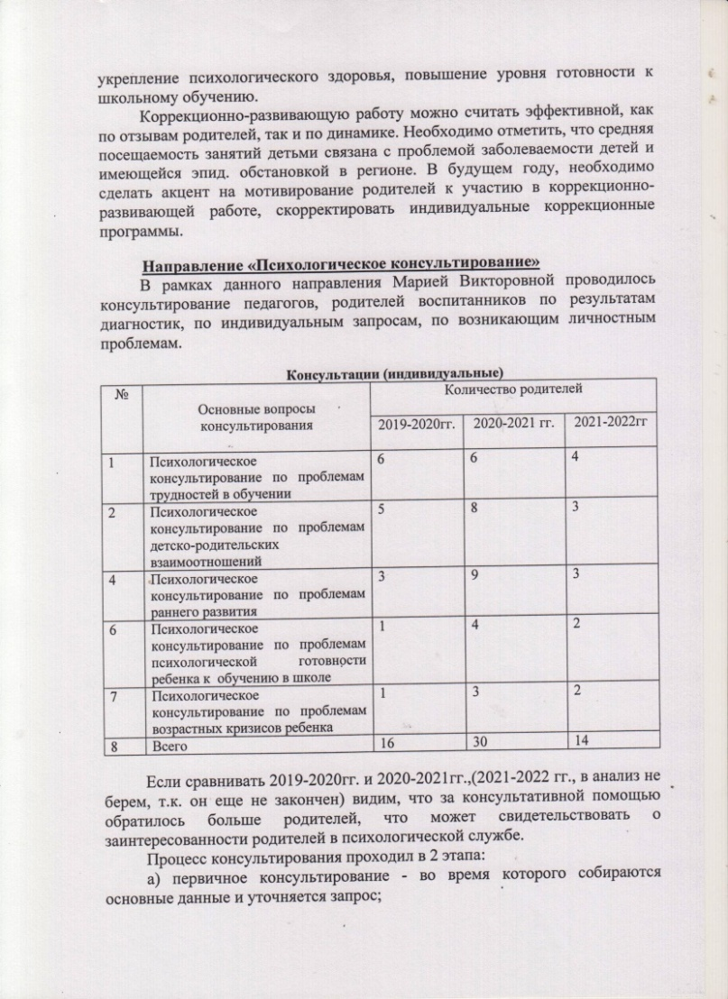 укрепление психологического здоровья, повышение уровня готовности к
школьному обучению.
Коррекционно-развивающую работу можно считать эффективной, как
по отзывам родителей, так и по динамике. Необходимо отметить, что средняя
посещаемость занятий детьми связана с проблемой заболеваемости детей и
имеющейся эпид. обстановкой в регионе. В будущем году, необходимо
сделать акцент на мотивирование родителей к участию в коррекционно-
развивающей работе, скорректировать индивидуальные коррекционные
программы.
Направление «Психологическое консультирование»
В рамках данного направления Марией Викторовной проводилось
консультирование педагогов, родителей воспитанников по результатам
диагностик, по индивидуальным запросам, по возникающим личностным
проблемам.
Консультации (индивидуальные)
№
Основные вопросы
консультирования
Количество родителей
2019-2020гг. 2020-2021 гг. 2021-2022гг
1 Психологическое 6 6 4
консультирование по проблемам
трудностей в обучении
2 Психологическое 5 8 3
консультирование по проблемам
детско-родительских
взаимоотношений
4 Психологическое 3 9 3
консультирование по проблемам
раннего развития
6 Психологическое 1 4 2
консультирование по проблемам
психологической готовности
ребенка к обучению в школе
7 Психологическое 1 3 2
консультирование по проблемам
возрастных кризисов ребенка
8 Всего 16 30 14
Если сравнивать 2019-2020гг. и 2020-2021гг.,(2021-2022 гг., в анализ не
берем, т.к. он еще не закончен) видим, что за консультативной помощью
обратилось больше родителей, что может свидетельствовать о
заинтересованности родителей в психологической службе.
Процесс консультирования проходил в 2 этапа:
а) первичное консультирование - во время которого собираются
основные данные и уточняется запрос;